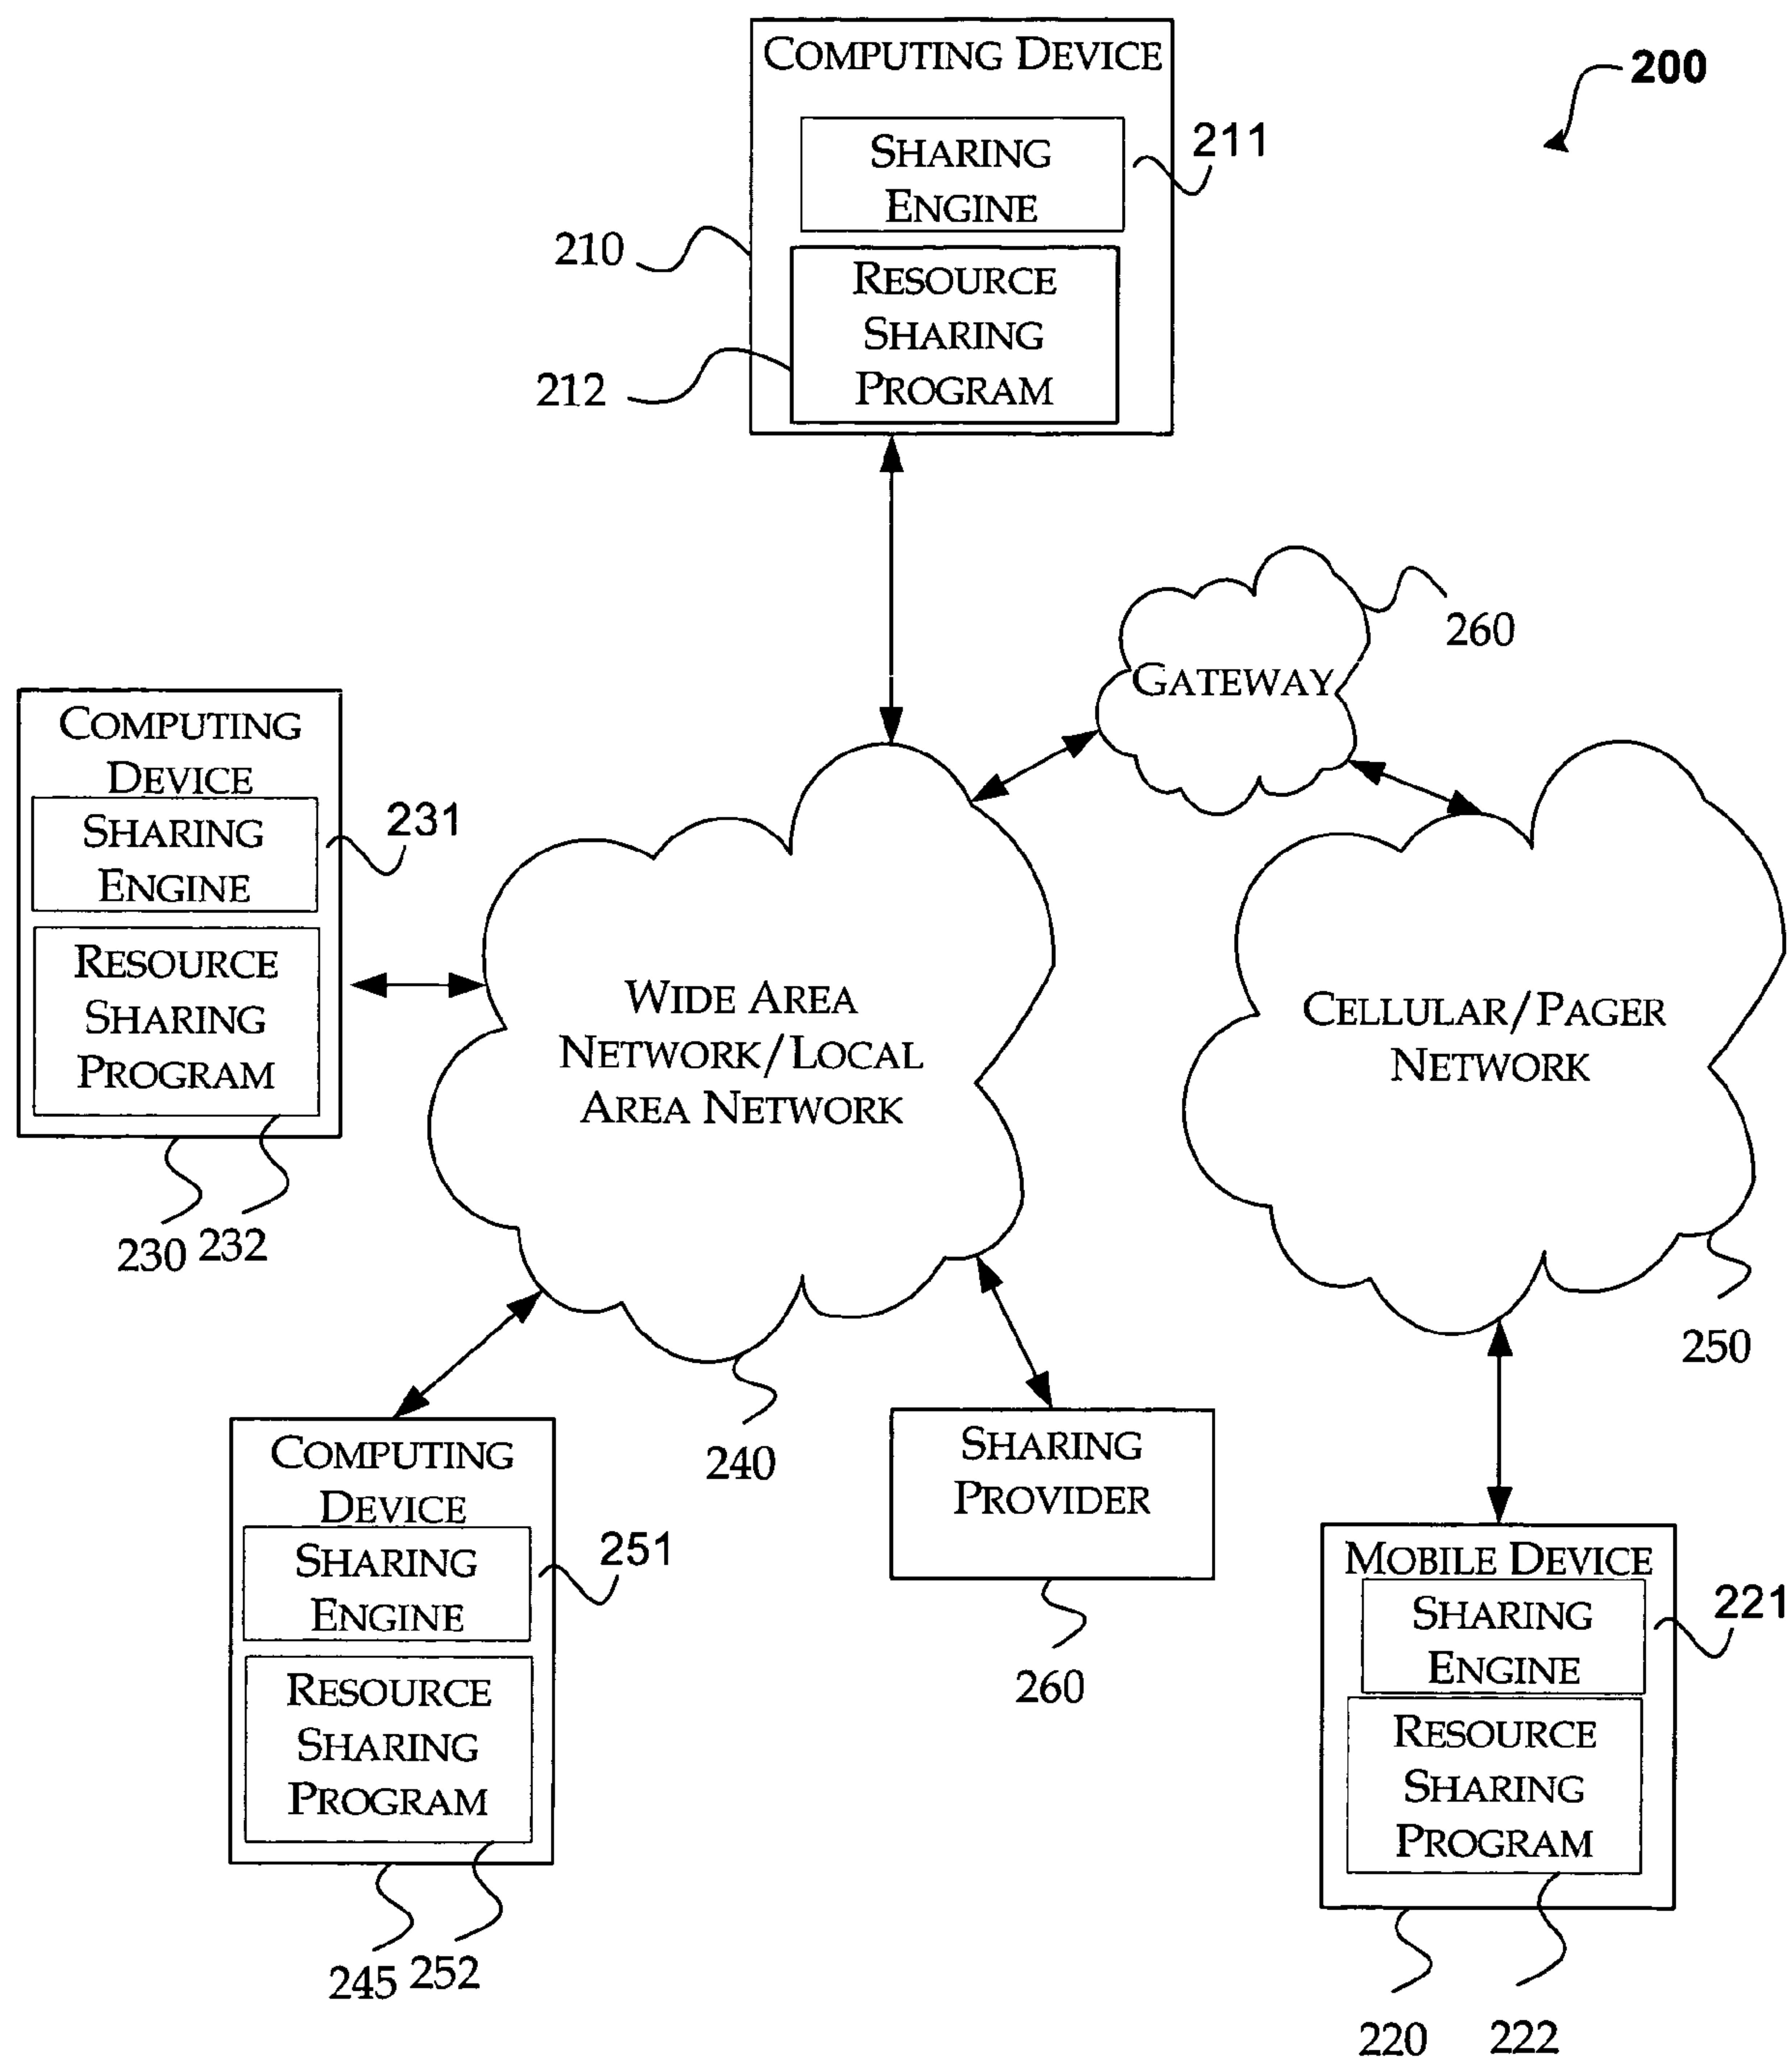 COMPUTING DEVICE
200
SHARING
ENGINE
211
210
RESOURCE
SHARING
PROGRAM
212
GATEWAY
260
COMPUTING
DEVICE
SHARING
ENGINE
231
RESOURCE
SHARING
PROGRAM
230
232
WIDE AREA
NETWORK/LOCAL
AREA NETWORK
240
CELLULAR/PAGER
NETWORK
250
COMPUTING
DEVICE
SHARING
ENGINE
251
RESOURCE
SHARING
PROGRAM
245
252
SHARING
PROVIDER
260
MOBILE DEVICE
SHARING
ENGINE
221
RESOURCE
SHARING
PROGRAM
220
222